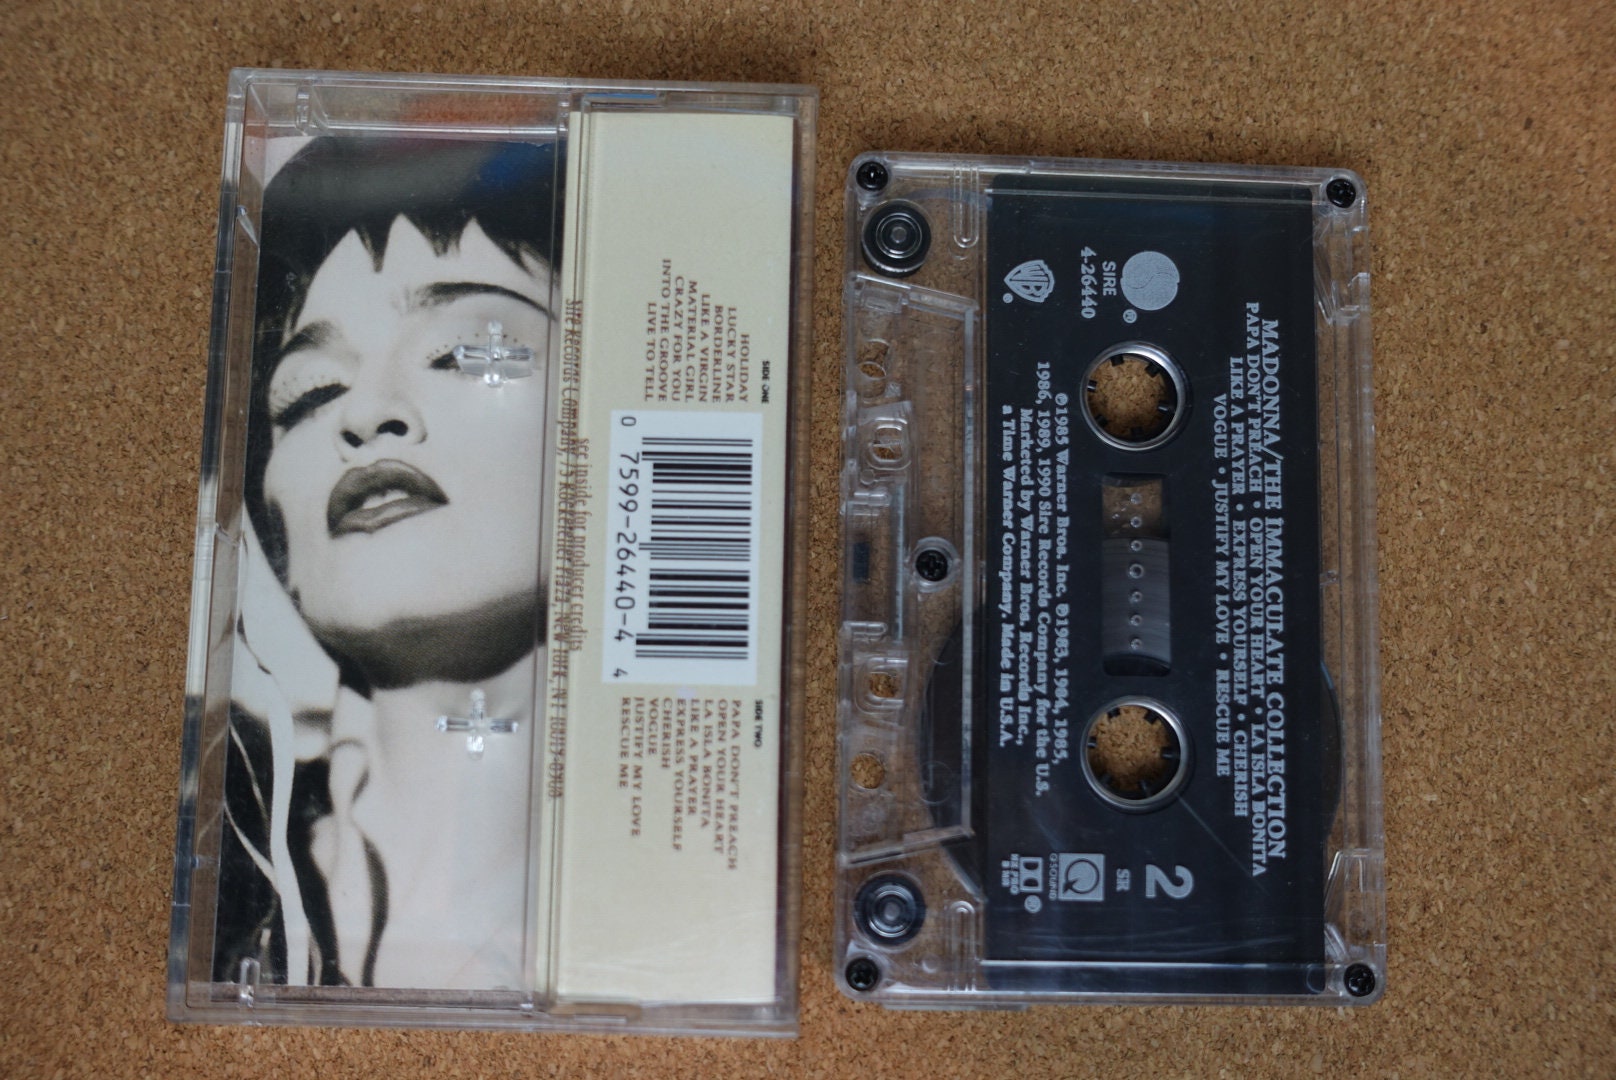 SIDE ONE
HOLIDAY
LUCKY STAR
BORDERLINE
LIKE A VIRGIN
MATERIAL GIRL
CRAZY FOR YOU
INTO THE GROOVE
LIVE TO TELL
0 7599-26440-4 4
SIDE TWO
PAPA DON'T PREACH
OPEN YOUR HEART
LA ISLA BONITA
LIKE A PRAYER
EXPRESS YOURSELF
CHERISH
VOGUE
JUSTIFY MY LOVE
RESCUE ME
see inside for producer credits
Sire Records Company, 75 Rockefeller Plaza, New York, NY
MADONNA/THE IMMACULATE COLLECTION
PAPA DON'T PREACH • OPEN YOUR HEART • LA ISLA BONITA
LIKE A PRAYER • EXPRESS YOURSELF • CHERISH
VOGUE • JUSTIFY MY LOVE • RESCUE ME
®
SIRE
4-26440
WB
®
2
SR
Q
QSOUND
®
HX PRO
B NR
℗1985 Warner Bros. Inc. ℗1983, 1984, 1985,
1986, 1989, 1990 Sire Records Company for the U.S.
Marketed by Warner Bros. Records Inc.,
a Time Warner Company. Made in U.S.A.